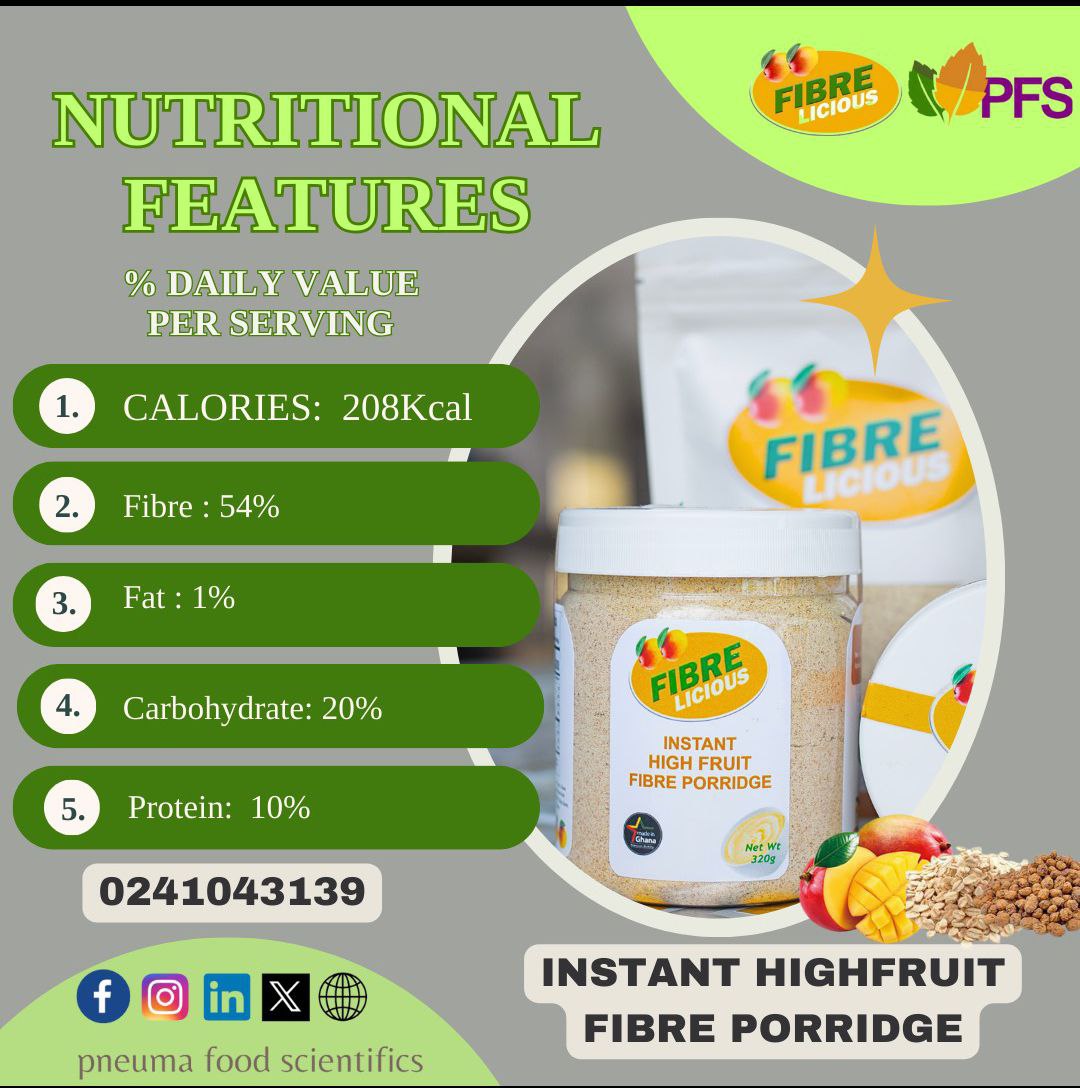 FIBRE
LICIOUS
PFS
NUTRITIONAL
FEATURES
% DAILY VALUE
PER SERVING
1. CALORIES: 208Kcal
2. Fibre : 54%
3. Fat : 1%
4. Carbohydrate: 20%
5. Protein: 10%
FIBRE
LICIOUS
FIBRE
LICIOUS
INSTANT
HIGH FRUIT
FIBRE PORRIDGE
made in
Ghana
Net Wt
320g
0241043139
INSTANT HIGHFRUIT
FIBRE PORRIDGE
pneuma food scientifics